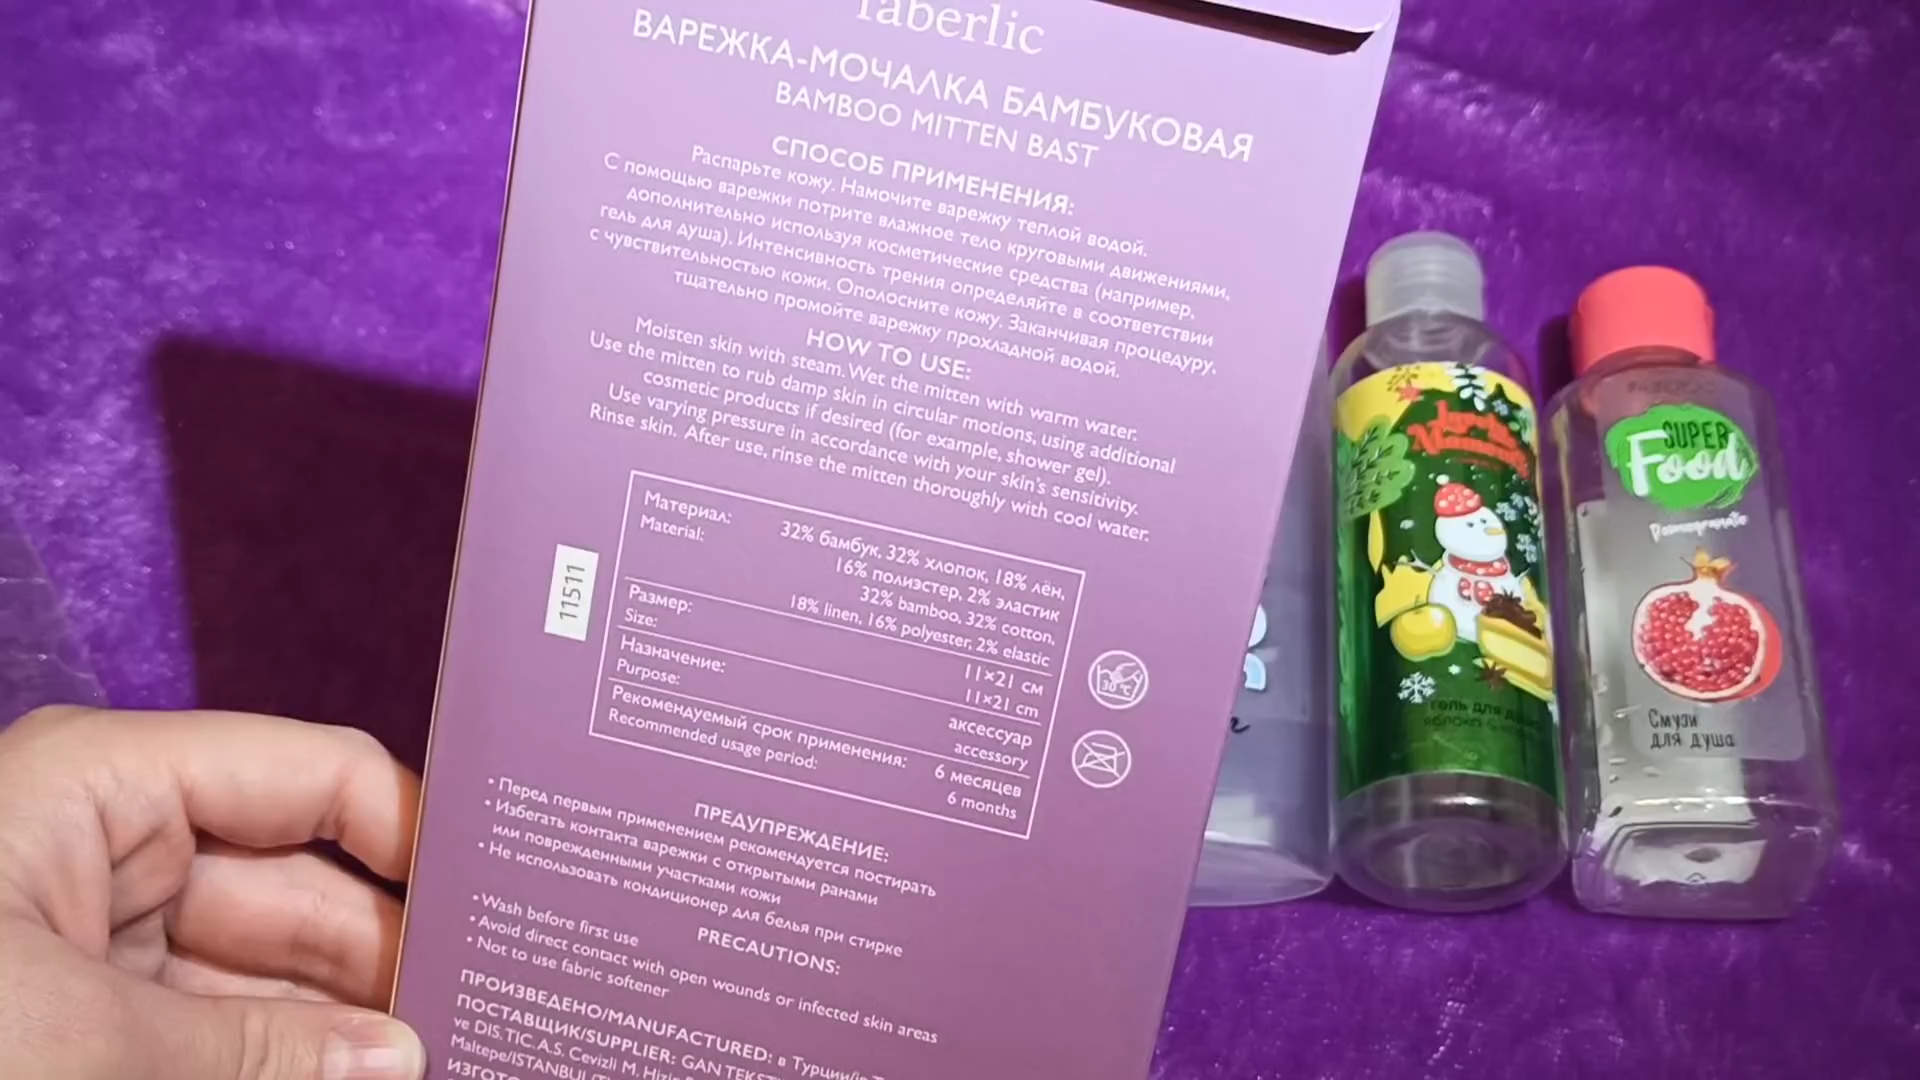 faberlic
ВАРЕЖКА-МОЧАЛКА БАМБУКОВАЯ
BAMBOO MITTEN BAST
СПОСОБ ПРИМЕНЕНИЯ:
Распарьте кожу. Намочите варежку теплой водой.
С помощью варежки потрите влажное тело круговыми движениями,
дополнительно используя косметические средства (например,
гель для душа). Интенсивность трения определяйте в соответствии
с чувствительностью кожи. Ополосните кожу. Заканчивая процедуру,
тщательно промойте варежку прохладной водой.
HOW TO USE:
Moisten skin with steam. Wet the mitten with warm water.
Use the mitten to rub damp skin in circular motions, using additional
cosmetic products if desired (for example, shower gel).
Use varying pressure in accordance with your skin's sensitivity.
Rinse skin. After use, rinse the mitten thoroughly with cool water.
Материал: 32% бамбук, 32% хлопок, 18% лён,
Material: 16% полиэстер, 2% эластик
32% bamboo, 32% cotton,
18% linen, 16% polyester, 2% elastic
Размер: 11×21 см
Size: 11×21 cm
Назначение: аксессуар
Purpose: accessory
Рекомендуемый срок применения: 6 месяцев
Recommended usage period: 6 months
11511
30 °C
ПРЕДУПРЕЖДЕНИЕ:
• Перед первым применением рекомендуется постирать
• Избегать контакта варежки с открытыми ранами
или поврежденными участками кожи
• Не использовать кондиционер для белья при стирке
PRECAUTIONS:
• Wash before first use
• Avoid direct contact with open wounds or infected skin areas
• Not to use fabric softener
ПРОИЗВЕДЕНО/MANUFACTURED: в Турции/in
ПОСТАВЩИК/SUPPLIER: GAN
ve DIS. TIC. A.S. Cevizli M.
Maltepe/ISTANBUL
SUPER
Food
Pomegranate
Смузи
для душа
гель для душа
яблоко